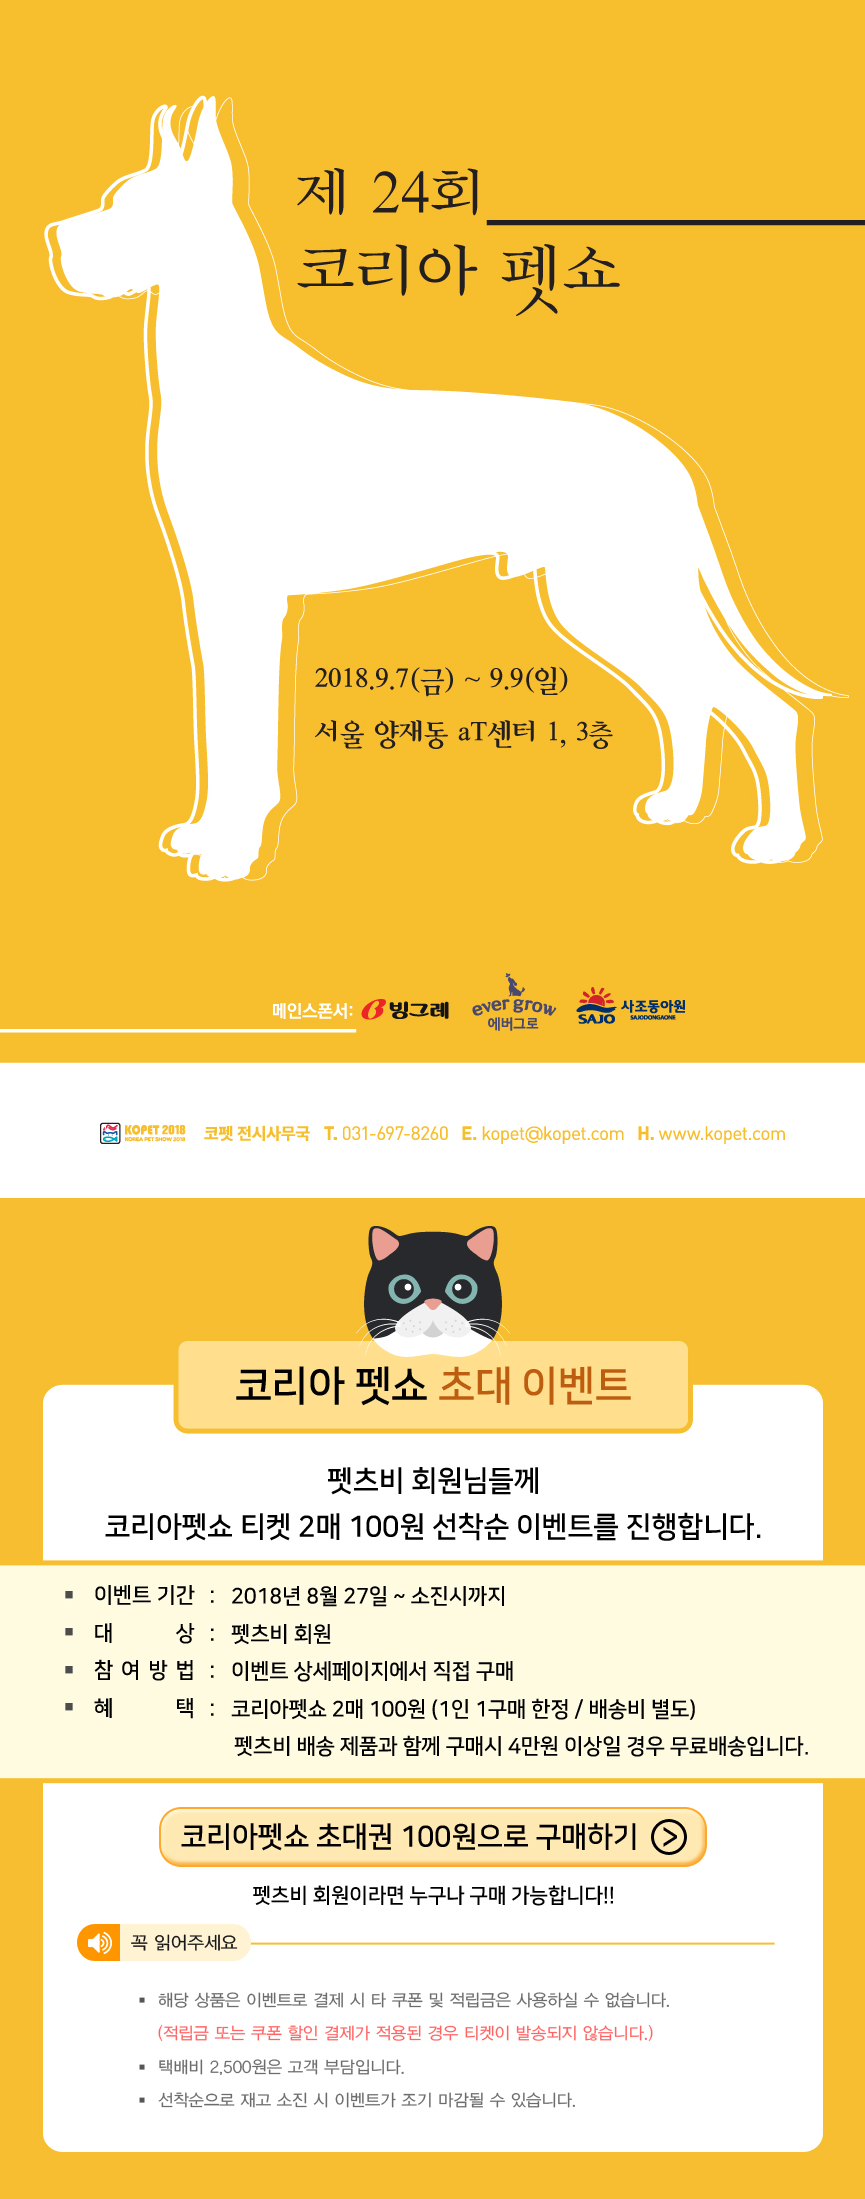 제 24회
코리아 펫쇼
2018.9.7(금) ~ 9.9(일)
서울 양재동 aT센터 1, 3층
메인스폰서: 빙그레 ever grow 에버그로 SAJO 사조동아원 SAJODONGAONE
KOPET 2018 KOREA PET SHOW 2018 코펫 전시사무국 T. 031-697-8260 E. kopet@kopet.com H. www.kopet.com
코리아 펫쇼 초대 이벤트
펫츠비 회원님들께
코리아펫쇼 티켓 2매 100원 선착순 이벤트를 진행합니다.
▪ 이벤트 기간 : 2018년 8월 27일 ~ 소진시까지
▪ 대 상 : 펫츠비 회원
▪ 참 여 방 법 : 이벤트 상세페이지에서 직접 구매
▪ 혜 택 : 코리아펫쇼 2매 100원 (1인 1구매 한정 / 배송비 별도)
펫츠비 배송 제품과 함께 구매시 4만원 이상일 경우 무료배송입니다.
코리아펫쇼 초대권 100원으로 구매하기
펫츠비 회원이라면 누구나 구매 가능합니다!!
꼭 읽어주세요
▪ 해당 상품은 이벤트로 결제 시 타 쿠폰 및 적립금은 사용하실 수 없습니다.
(적립금 또는 쿠폰 할인 결제가 적용된 경우 티켓이 발송되지 않습니다.)
▪ 택배비 2,500원은 고객 부담입니다.
▪ 선착순으로 재고 소진 시 이벤트가 조기 마감될 수 있습니다.